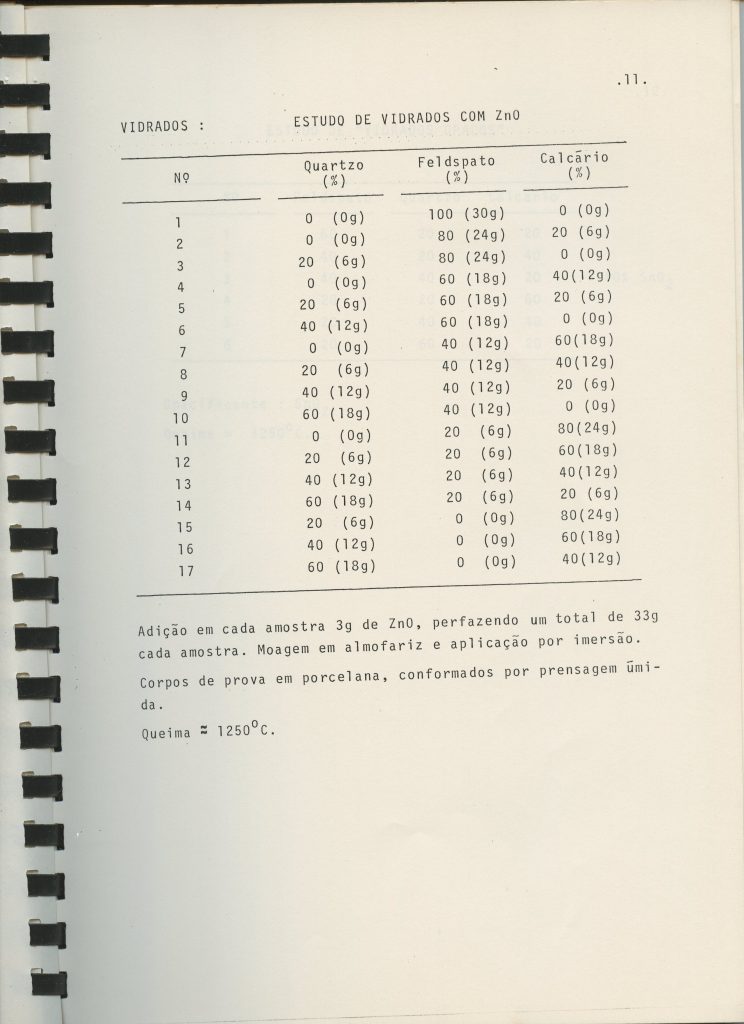 .11.
VIDRADOS : ESTUDO DE VIDRADOS COM ZnO
Nº Quartzo (%) Feldspato (%) Calcário (%)
1 0 (0g) 100 (30g) 0 (0g)
2 0 (0g) 80 (24g) 20 (6g)
3 20 (6g) 80 (24g) 0 (0g)
4 0 (0g) 60 (18g) 40(12g)
5 20 (6g) 60 (18g) 20 (6g)
6 40 (12g) 60 (18g) 0 (0g)
7 0 (0g) 40 (12g) 60(18g)
8 20 (6g) 40 (12g) 40(12g)
9 40 (12g) 40 (12g) 20 (6g)
10 60 (18g) 40 (12g) 0 (0g)
11 0 (0g) 20 (6g) 80(24g)
12 20 (6g) 20 (6g) 60(18g)
13 40 (12g) 20 (6g) 40(12g)
14 60 (18g) 20 (6g) 20 (6g)
15 20 (6g) 0 (0g) 80(24g)
16 40 (12g) 0 (0g) 60(18g)
17 60 (18g) 0 (0g) 40(12g)
Adição em cada amostra 3g de ZnO, perfazendo um total de 33g
cada amostra. Moagem em almofariz e aplicação por imersão.
Corpos de prova em porcelana, conformados por prensagem úmi-
da.
Queima ≈ 1250ºC.